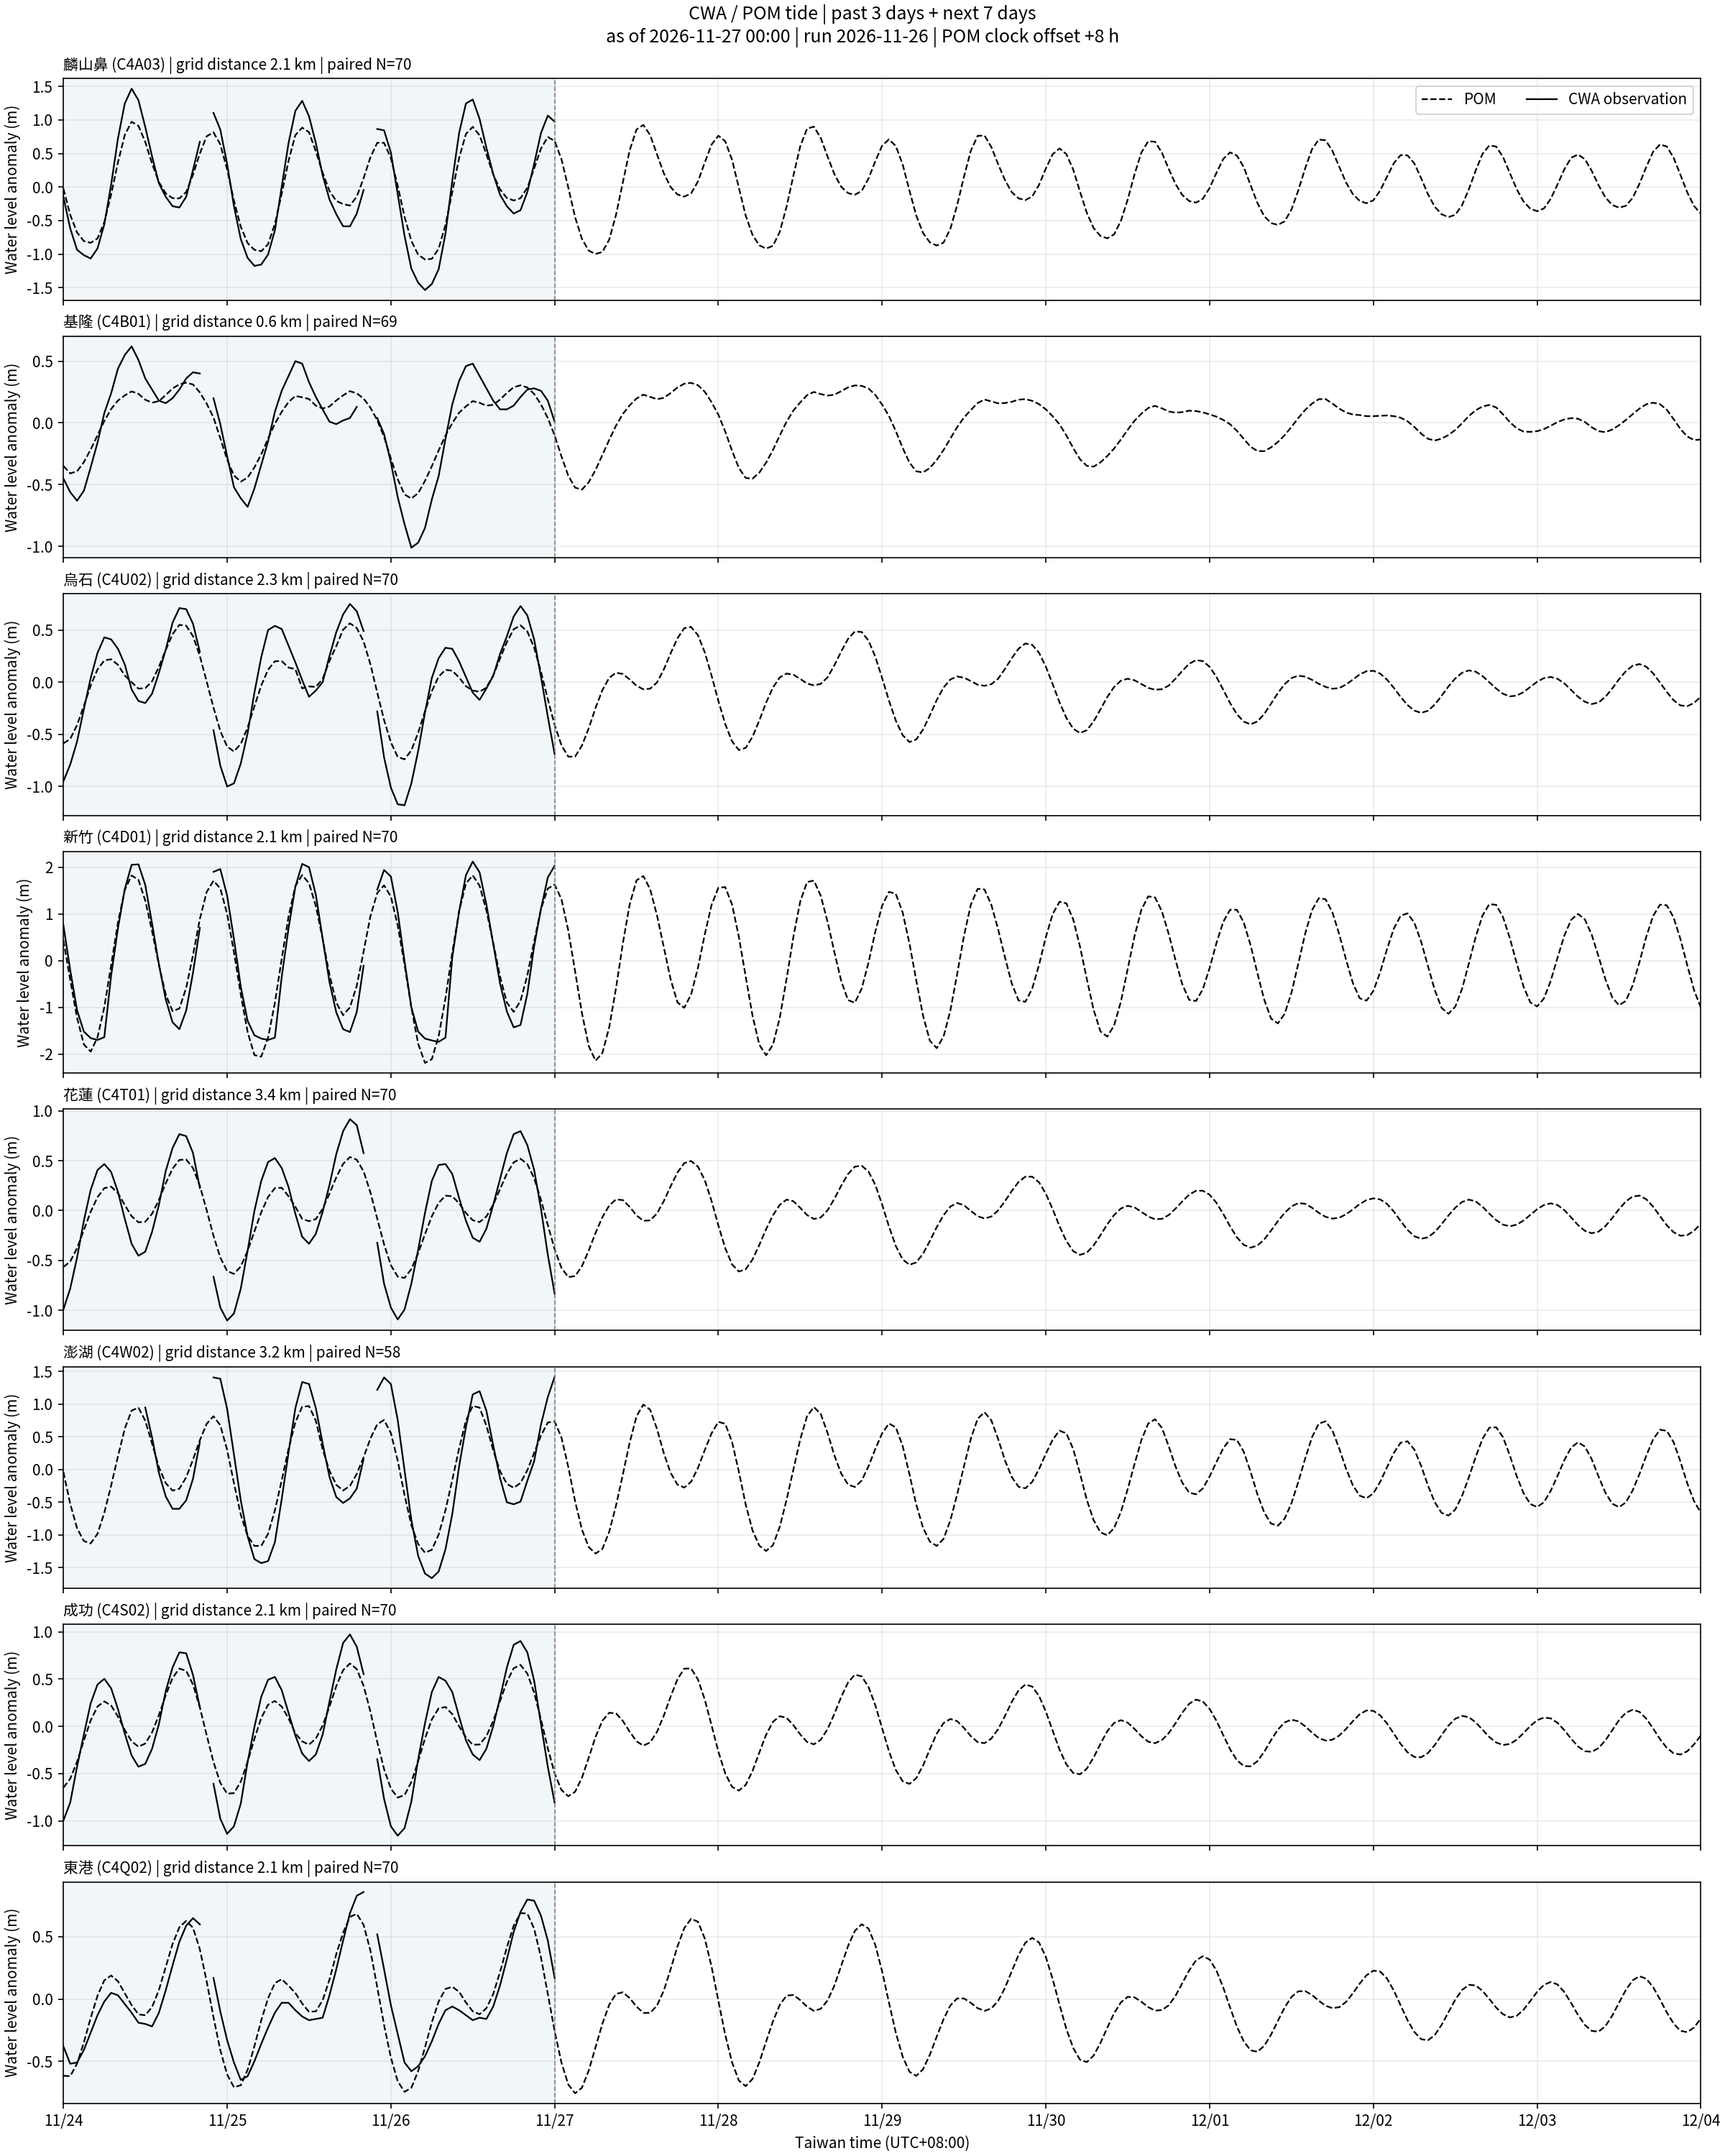 CWA / POM tide | past 3 days + next 7 days
as of 2026-11-27 00:00 | run 2026-11-26 | POM clock offset +8 h
麟山鼻 (C4A03) | grid distance 2.1 km | paired N=70
Water level anomaly (m)
1.5
1.0
0.5
0.0
-0.5
-1.0
-1.5
POM
CWA observation
基隆 (C4B01) | grid distance 0.6 km | paired N=69
Water level anomaly (m)
0.5
0.0
-0.5
-1.0
烏石 (C4U02) | grid distance 2.3 km | paired N=70
Water level anomaly (m)
0.5
0.0
-0.5
-1.0
新竹 (C4D01) | grid distance 2.1 km | paired N=70
Water level anomaly (m)
2
1
0
-1
-2
花蓮 (C4T01) | grid distance 3.4 km | paired N=70
Water level anomaly (m)
1.0
0.5
0.0
-0.5
-1.0
澎湖 (C4W02) | grid distance 3.2 km | paired N=58
Water level anomaly (m)
1.5
1.0
0.5
0.0
-0.5
-1.0
-1.5
成功 (C4S02) | grid distance 2.1 km | paired N=70
Water level anomaly (m)
1.0
0.5
0.0
-0.5
-1.0
東港 (C4Q02) | grid distance 2.1 km | paired N=70
Water level anomaly (m)
0.5
0.0
-0.5
11/24
11/25
11/26
11/27
11/28
11/29
11/30
12/01
12/02
12/03
12/04
Taiwan time (UTC+08:00)